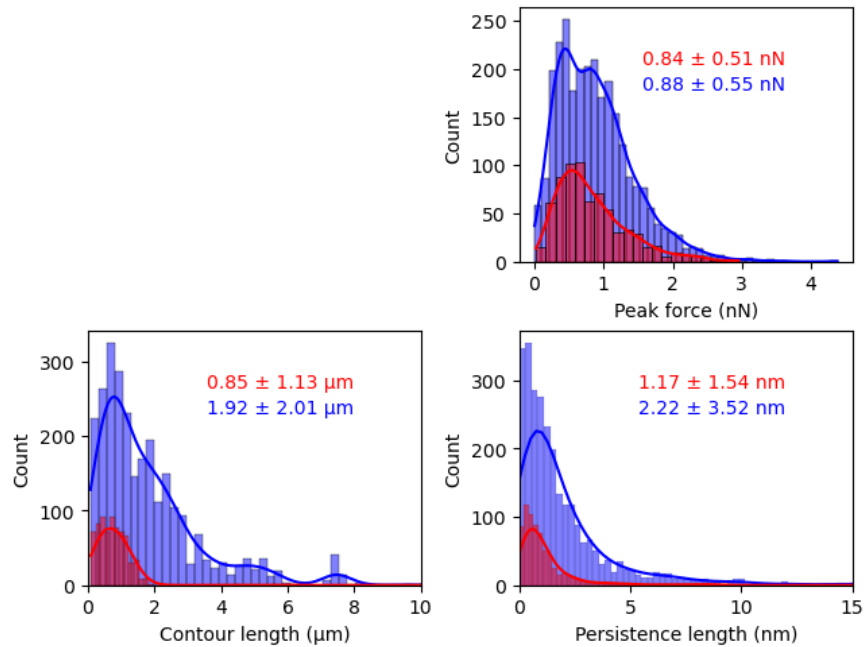 250
200
150
100
50
0
Count
0.84 ± 0.51 nN
0.88 ± 0.55 nN
0 1 2 3 4
Peak force (nN)
300
200
100
0
Count
0.85 ± 1.13 μm
1.92 ± 2.01 μm
0 2 4 6 8 10
Contour length (μm)
300
200
100
0
Count
1.17 ± 1.54 nm
2.22 ± 3.52 nm
0 5 10 15
Persistence length (nm)